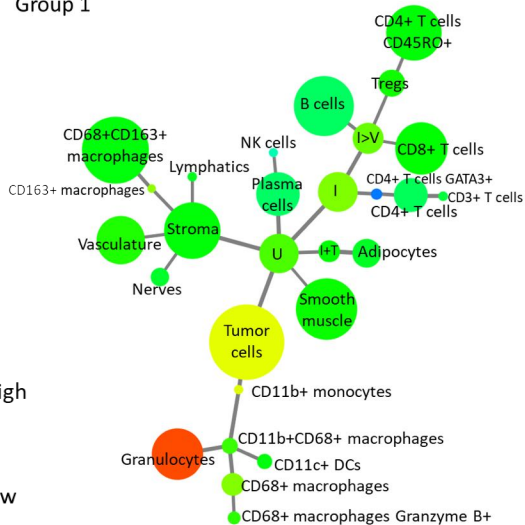 Group 1
CD4+ T cells
CD45RO+
Tregs
B cells
I>V
CD8+ T cells
CD68+CD163+
macrophages
NK cells
Lymphatics
CD163+ macrophages
Plasma
cells
I
CD4+ T cells GATA3+
CD3+ T cells
CD4+ T cells
Stroma
Vasculature
U
I+T
Adipocytes
Nerves
Smooth
muscle
Tumor
cells
igh
CD11b+ monocytes
CD11b+CD68+ macrophages
Granulocytes
CD11c+ DCs
CD68+ macrophages
w
CD68+ macrophages Granzyme B+